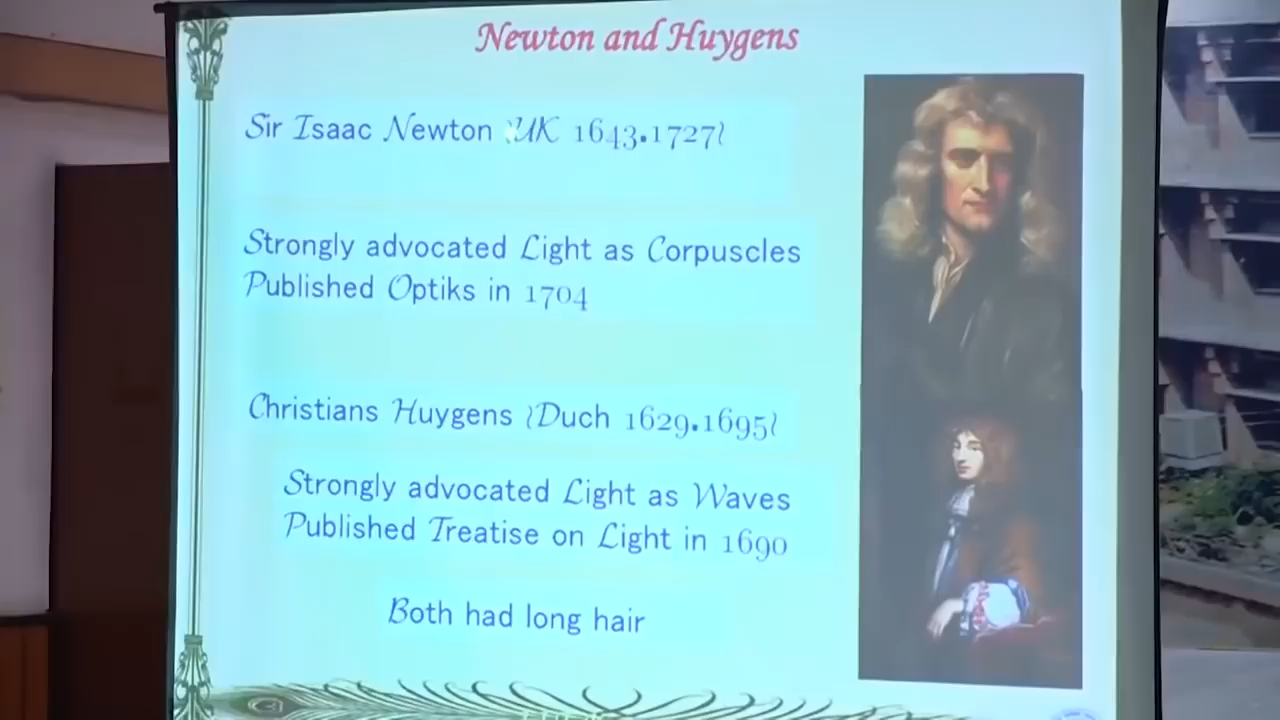 Newton and Huygens
Sir Isaac Newton (UK 1643-1727)
Strongly advocated Light as Corpuscles
Published Optiks in 1704
Christians Huygens (Duch 1629-1695)
Strongly advocated Light as Waves
Published Treatise on Light in 1690
Both had long hair